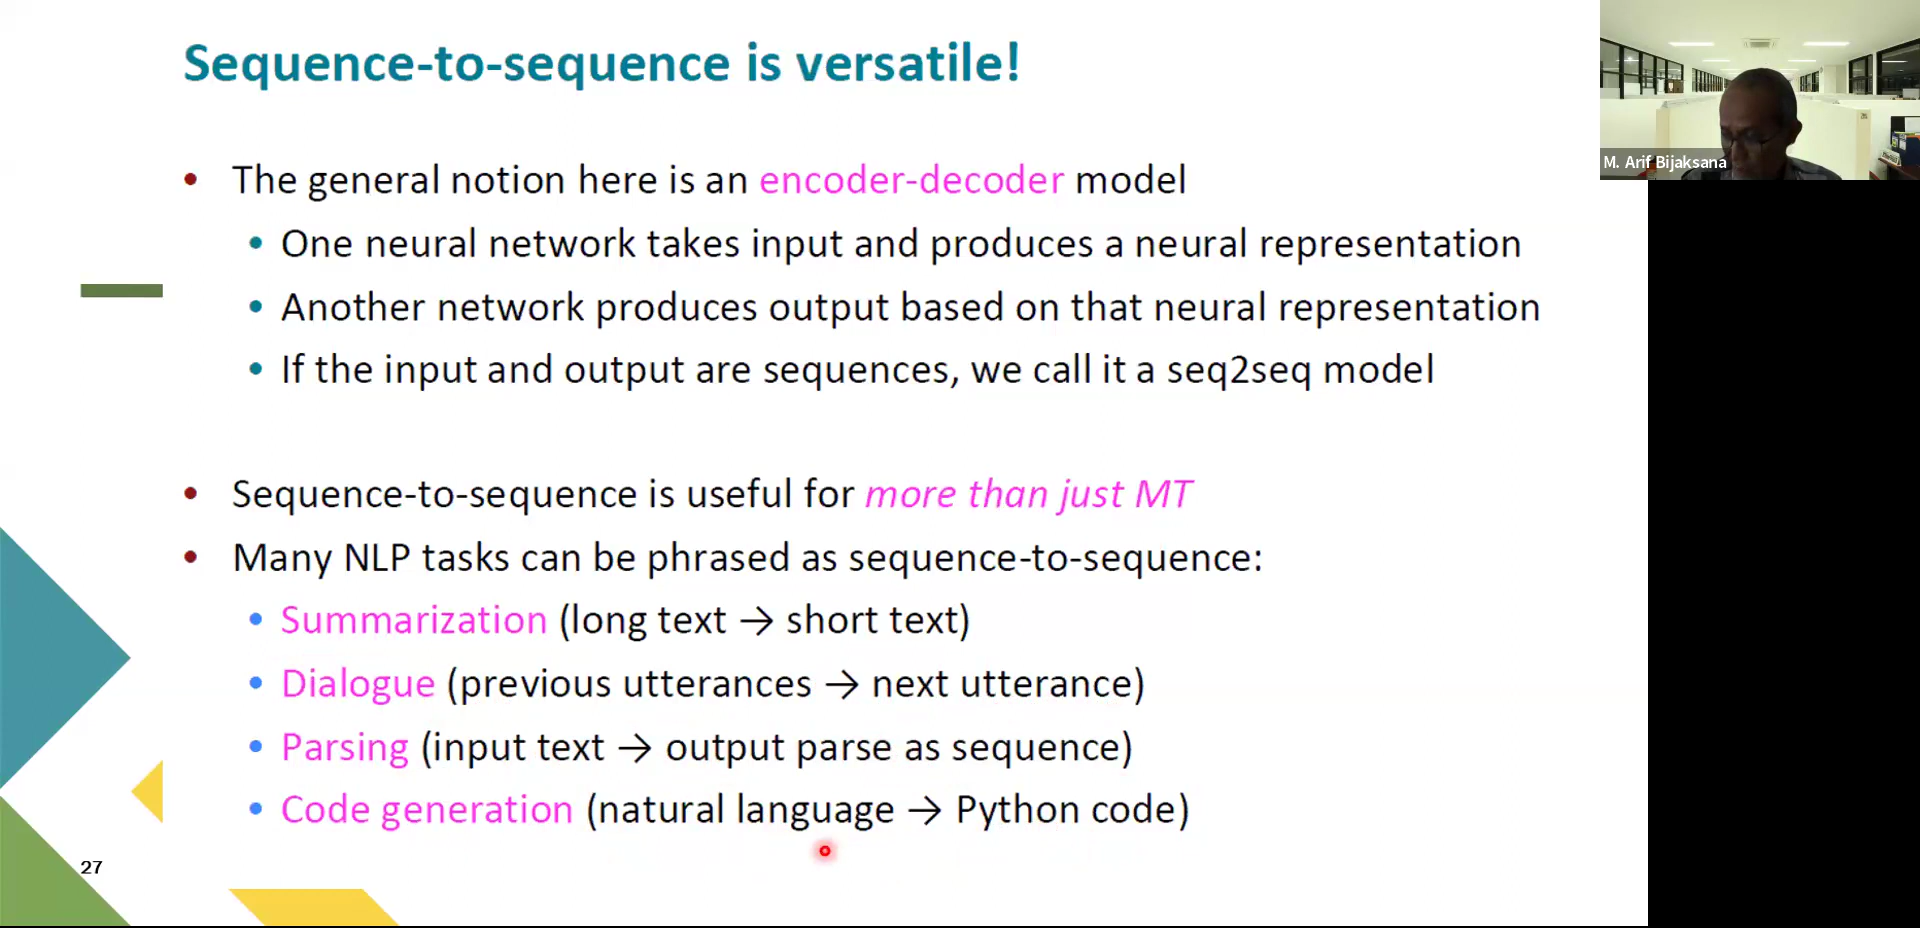 Sequence-to-sequence is versatile!
M. Arif Bijaksana
• The general notion here is an encoder-decoder model
• One neural network takes input and produces a neural representation
• Another network produces output based on that neural representation
• If the input and output are sequences, we call it a seq2seq model
• Sequence-to-sequence is useful for more than just MT
• Many NLP tasks can be phrased as sequence-to-sequence:
• Summarization (long text → short text)
• Dialogue (previous utterances → next utterance)
• Parsing (input text → output parse as sequence)
• Code generation (natural language → Python code)
27